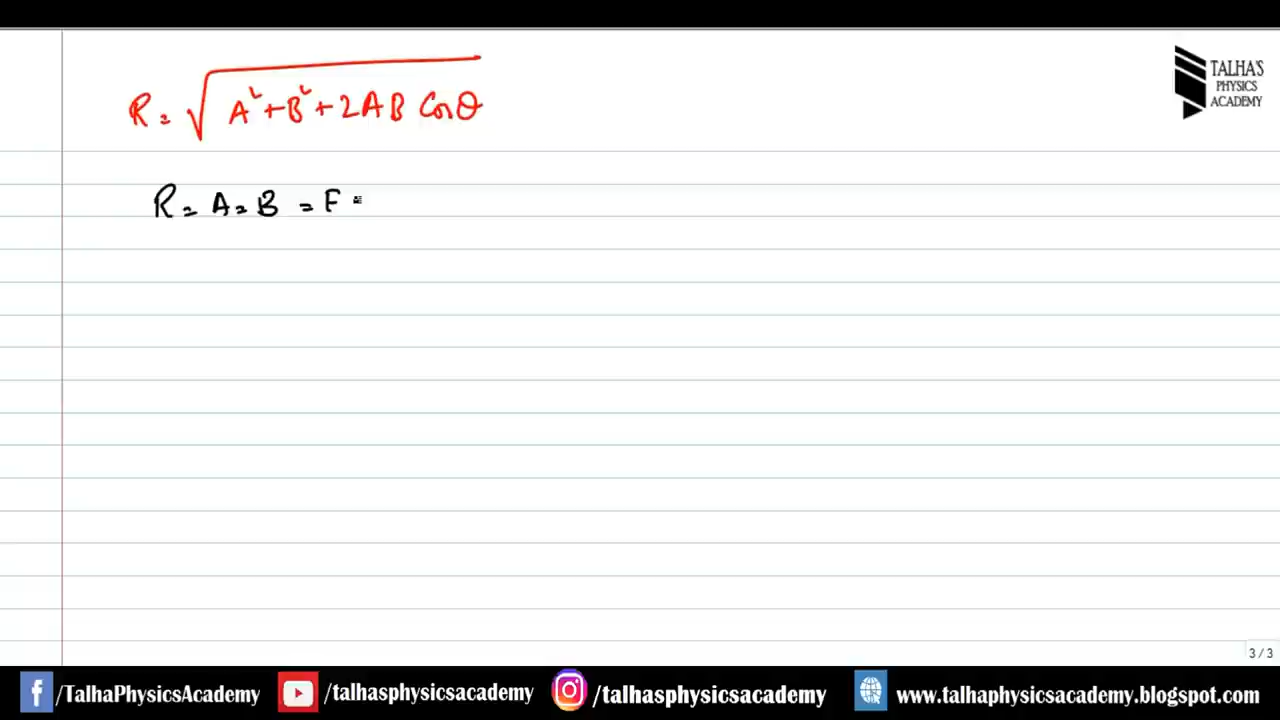 R = √A²+B²+2AB Cosθ
TALHA'S
PHYSICS
ACADEMY
R = A = B = F =
3/3
/TalhaPhysicsAcademy
/talhasphysicsacademy
/talhasphysicsacademy
www.talhaphysicsacademy.blogspot.com